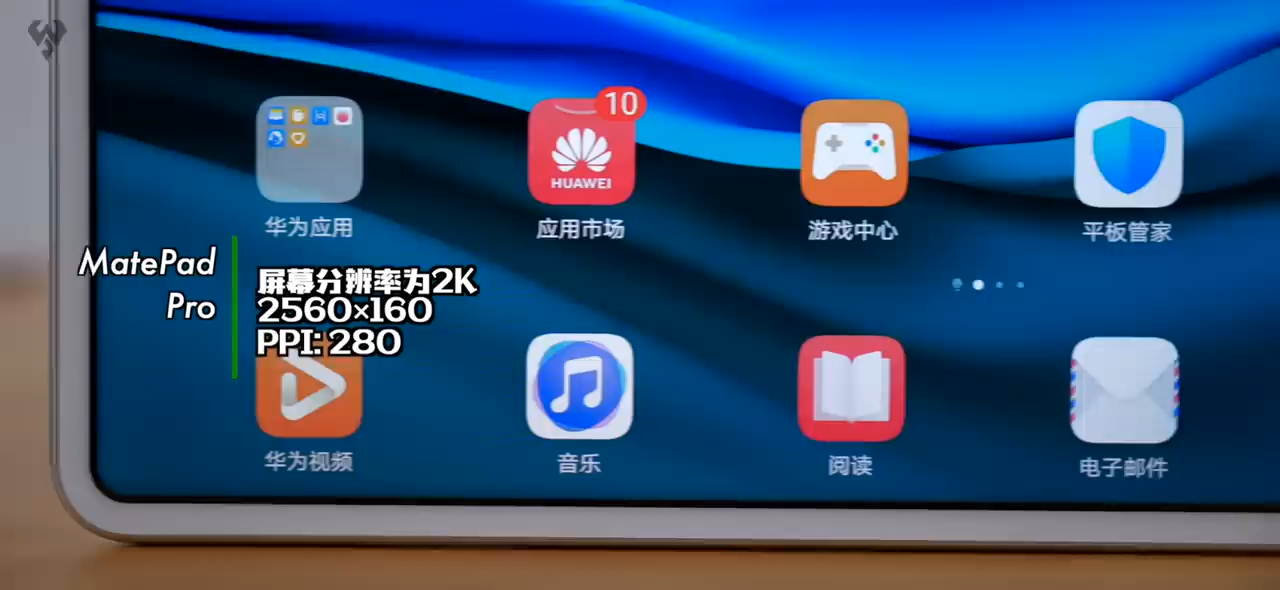 10
HUAWEI
华为应用
应用市场
游戏中心
平板管家
MatePad
Pro
屏幕分辨率为2K
2560×160
PPI: 280
华为视频
音乐
阅读
电子邮件